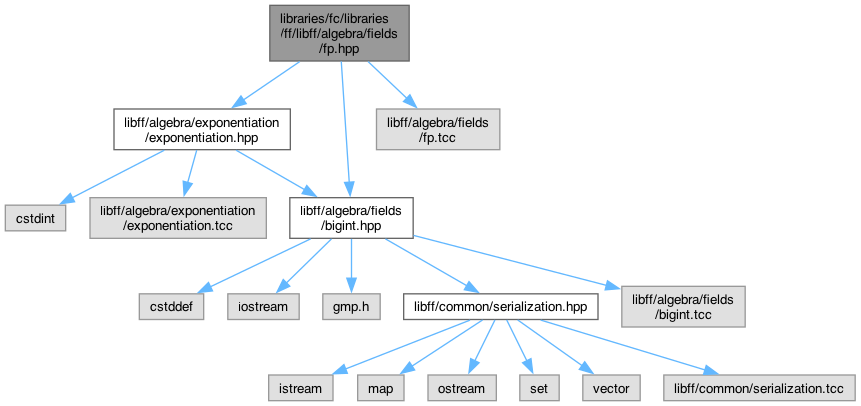 libraries/fc/libraries
/ff/libff/algebra/fields
/fp.hpp
libff/algebra/exponentiation
/exponentiation.hpp
libff/algebra/fields
/fp.tcc
cstdint
libff/algebra/exponentiation
/exponentiation.tcc
libff/algebra/fields
/bigint.hpp
cstddef
iostream
gmp.h
libff/common/serialization.hpp
libff/algebra/fields
/bigint.tcc
istream
map
ostream
set
vector
libff/common/serialization.tcc